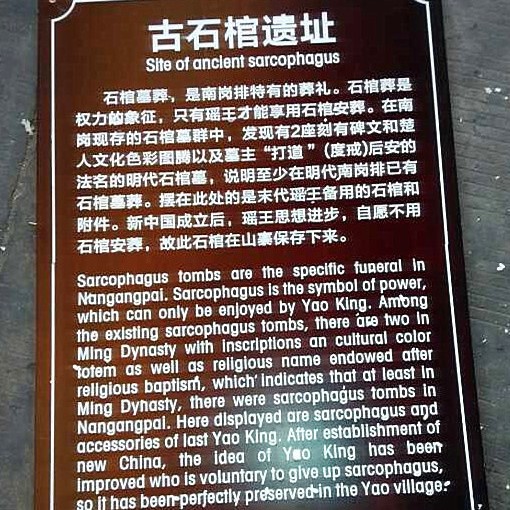 古石棺遗址
Site of ancient sarcophagus
石棺墓葬，是南岗排特有的葬礼。石棺葬是
权力的象征，只有瑶王才能享用石棺安葬。在南
岗现存的石棺墓群中，发现有2座刻有碑文和楚
人文化色彩图腾以及墓主“打道”(度戒)后安的
法名的明代石棺墓，说明至少在明代南岗排已有
石棺墓葬。摆在此处的是末代瑶王备用的石棺和
附件。新中国成立后，瑶王思想进步，自愿不用
石棺安葬，故此石棺在山寨保存下来。
Sarcophagus tombs are the specific funeral in
Nangangpai. Sarcophagus is the symbol of power,
which can only be enjoyed by Yao King. Among
the existing sarcophagus tombs, there are two in
Ming Dynasty with inscriptions an cultural color
totem as well as religious name endowed after
religious baptism, which indicates that at least in
Ming Dyhasty, there were sarcophagus tombs in
Nangangpai. Here displayed are sarcophagus and
accessories of last Yao King. After establishment of
new China, the idea of Yao King has been
improved who is voluntary to give up sarcophagus,
so it has been perfectly preserved in the Yao village.